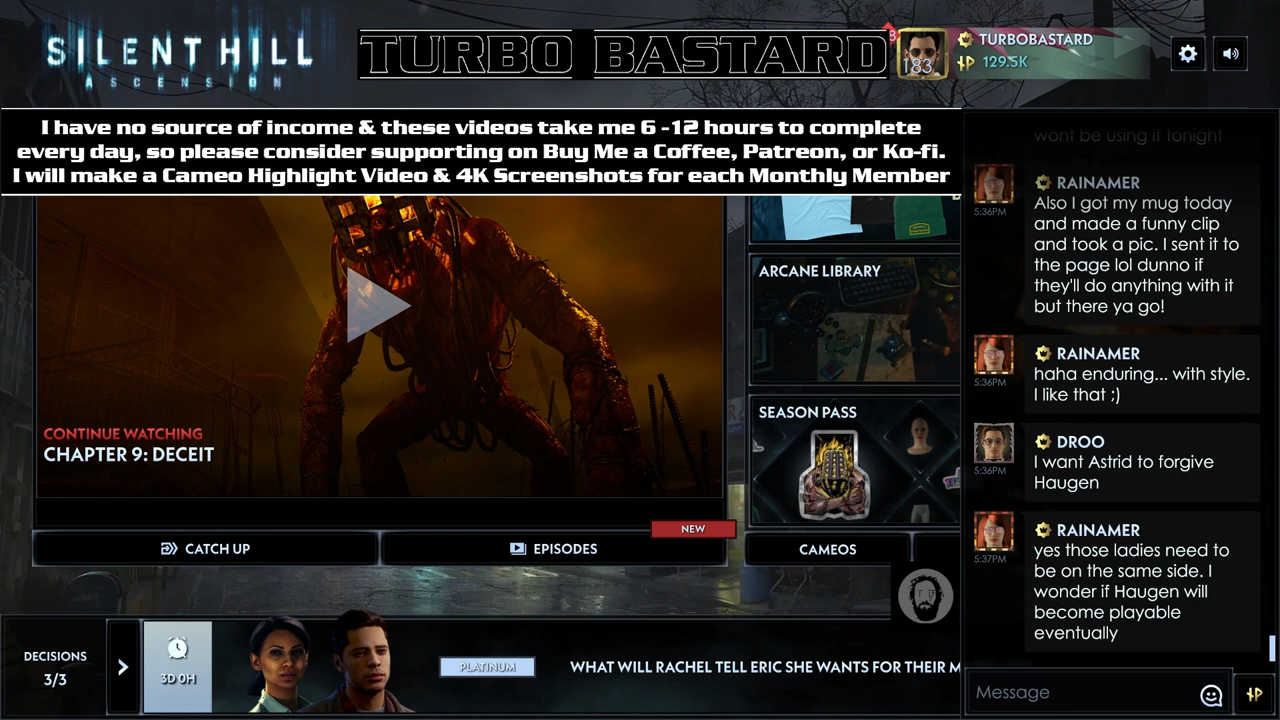 SILENT HILL
ASCENSION
TURBO BASTARD
183
TURBOBASTARD
129.5K
I have no source of income & these videos take me 6 -12 hours to complete
every day, so please consider supporting on Buy Me a Coffee, Patreon, or Ko-fi.
I will make a Cameo Highlight Video & 4K Screenshots for each Monthly Member
ARCANE LIBRARY
SEASON PASS
CONTINUE WATCHING
CHAPTER 9: DECEIT
NEW
CATCH UP
EPISODES
CAMEOS
DECISIONS
3/3
3D 0H
PLATINUM
WHAT WILL RACHEL TELL ERIC SHE WANTS FOR THEIR M
wont be using it tonight
RAINAMER
5:36PM
Also I got my mug today
and made a funny clip
and took a pic. I sent it to
the page lol dunno if
they'll do anything with it
but there ya go!
RAINAMER
5:36PM
haha enduring... with style.
I like that ;)
DROO
5:36PM
I want Astrid to forgive
Haugen
RAINAMER
5:37PM
yes those ladies need to
be on the same side. I
wonder if Haugen will
become playable
eventually
Message